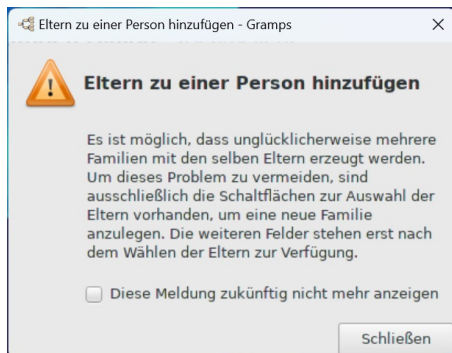 Eltern zu einer Person hinzufügen - Gramps
Eltern zu einer Person hinzufügen
Es ist möglich, dass unglücklicherweise mehrere
Familien mit den selben Eltern erzeugt werden.
Um dieses Problem zu vermeiden, sind
ausschließlich die Schaltflächen zur Auswahl der
Eltern vorhanden, um eine neue Familie
anzulegen. Die weiteren Felder stehen erst nach
dem Wählen der Eltern zur Verfügung.
Diese Meldung zukünftig nicht mehr anzeigen
Schließen